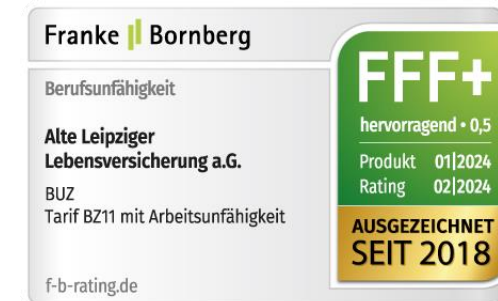 Franke Bornberg
Berufsunfähigkeit
Alte Leipziger
Lebensversicherung a.G.
BUZ
Tarif BZ11 mit Arbeitsunfähigkeit
f-b-rating.de
FFF+
hervorragend • 0,5
Produkt 01|2024
Rating 02|2024
AUSGEZEICHNET
SEIT 2018